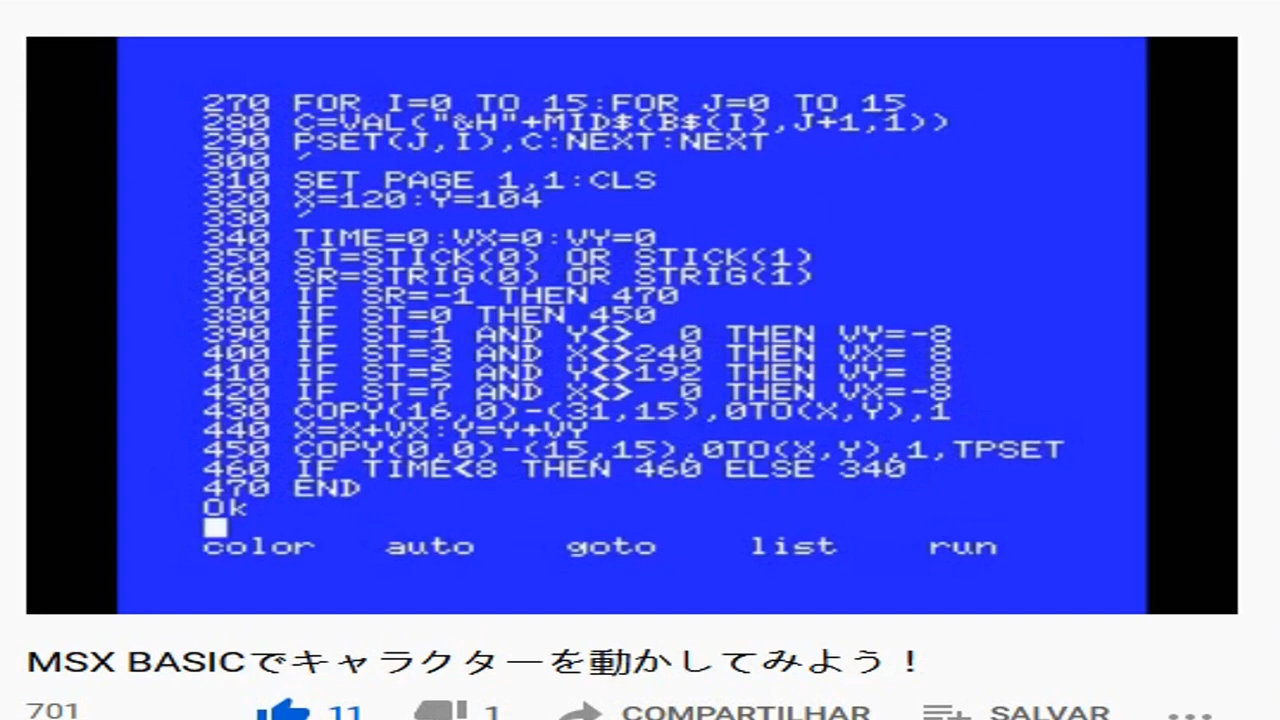 270 FOR I=0 TO 15:FOR J=0 TO 15
280 C=VAL("&H"+MID$(B$(I),J+1,1))
290 PSET(J,I),C:NEXT:NEXT
300 '
310 SET PAGE 1,1:CLS
320 X=120:Y=104
330 '
340 TIME=0:VX=0:VY=0
350 ST=STICK(0) OR STICK(1)
360 SR=STRIG(0) OR STRIG(1)
370 IF SR=-1 THEN 470
380 IF ST=0 THEN 450
390 IF ST=1 AND Y<>  0 THEN VY=-8
400 IF ST=3 AND X<>240 THEN VX= 8
410 IF ST=5 AND Y<>192 THEN VY= 8
420 IF ST=7 AND X<>  0 THEN VX=-8
430 COPY(16,0)-(31,15),0TO(X,Y),1
440 X=X+VX:Y=Y+VY
450 COPY(0,0)-(15,15),0TO(X,Y),1,TPSET
460 IF TIME<8 THEN 460 ELSE 340
470 END
Ok
color auto goto list run
MSX BASICでキャラクターを動かしてみよう！
701 11 1 COMPARTILHAR SALVAR